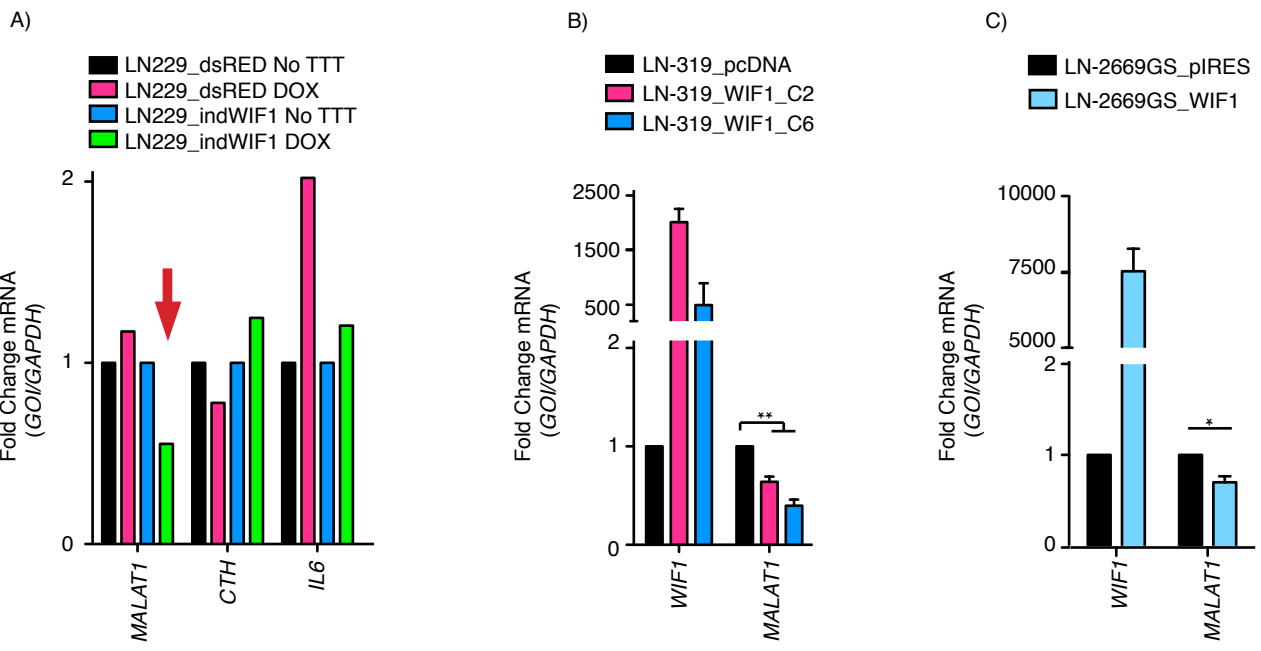 A)
LN229_dsRED No TTT
LN229_dsRED DOX
LN229_indWIF1 No TTT
LN229_indWIF1 DOX
Fold Change mRNA
(GOI/GAPDH)
2
1
0
MALAT1
CTH
IL6
B)
LN-319_pcDNA
LN-319_WIF1_C2
LN-319_WIF1_C6
Fold Change mRNA
(GOI/GAPDH)
2500
1500
500
2
1
0
**
WIF1
MALAT1
C)
LN-2669GS_pIRES
LN-2669GS_WIF1
Fold Change mRNA
(GOI/GAPDH)
10000
7500
5000
2
1
0
*
WIF1
MALAT1